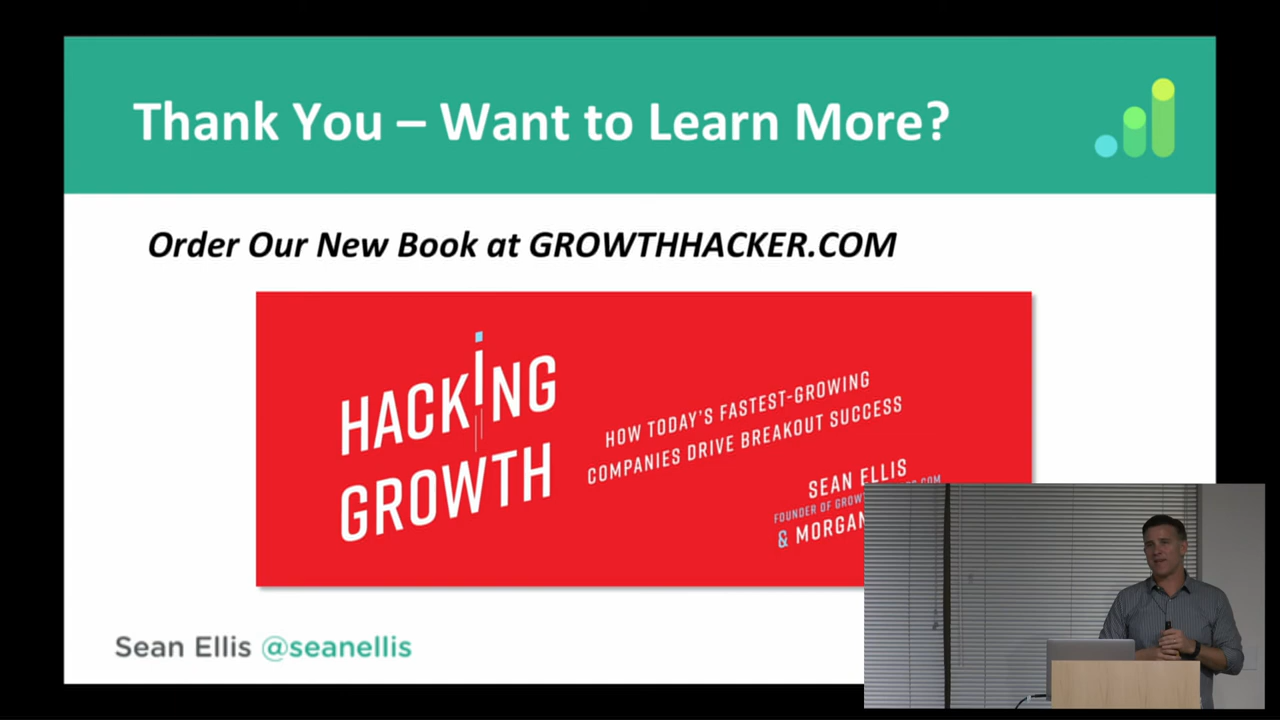 Thank You – Want to Learn More?
Order Our New Book at GROWTHHACKER.COM
HACKING
GROWTH
HOW TODAY'S FASTEST-GROWING
COMPANIES DRIVE BREAKOUT SUCCESS
SEAN ELLIS
FOUNDER OF
& MORGAN
Sean Ellis @seanellis